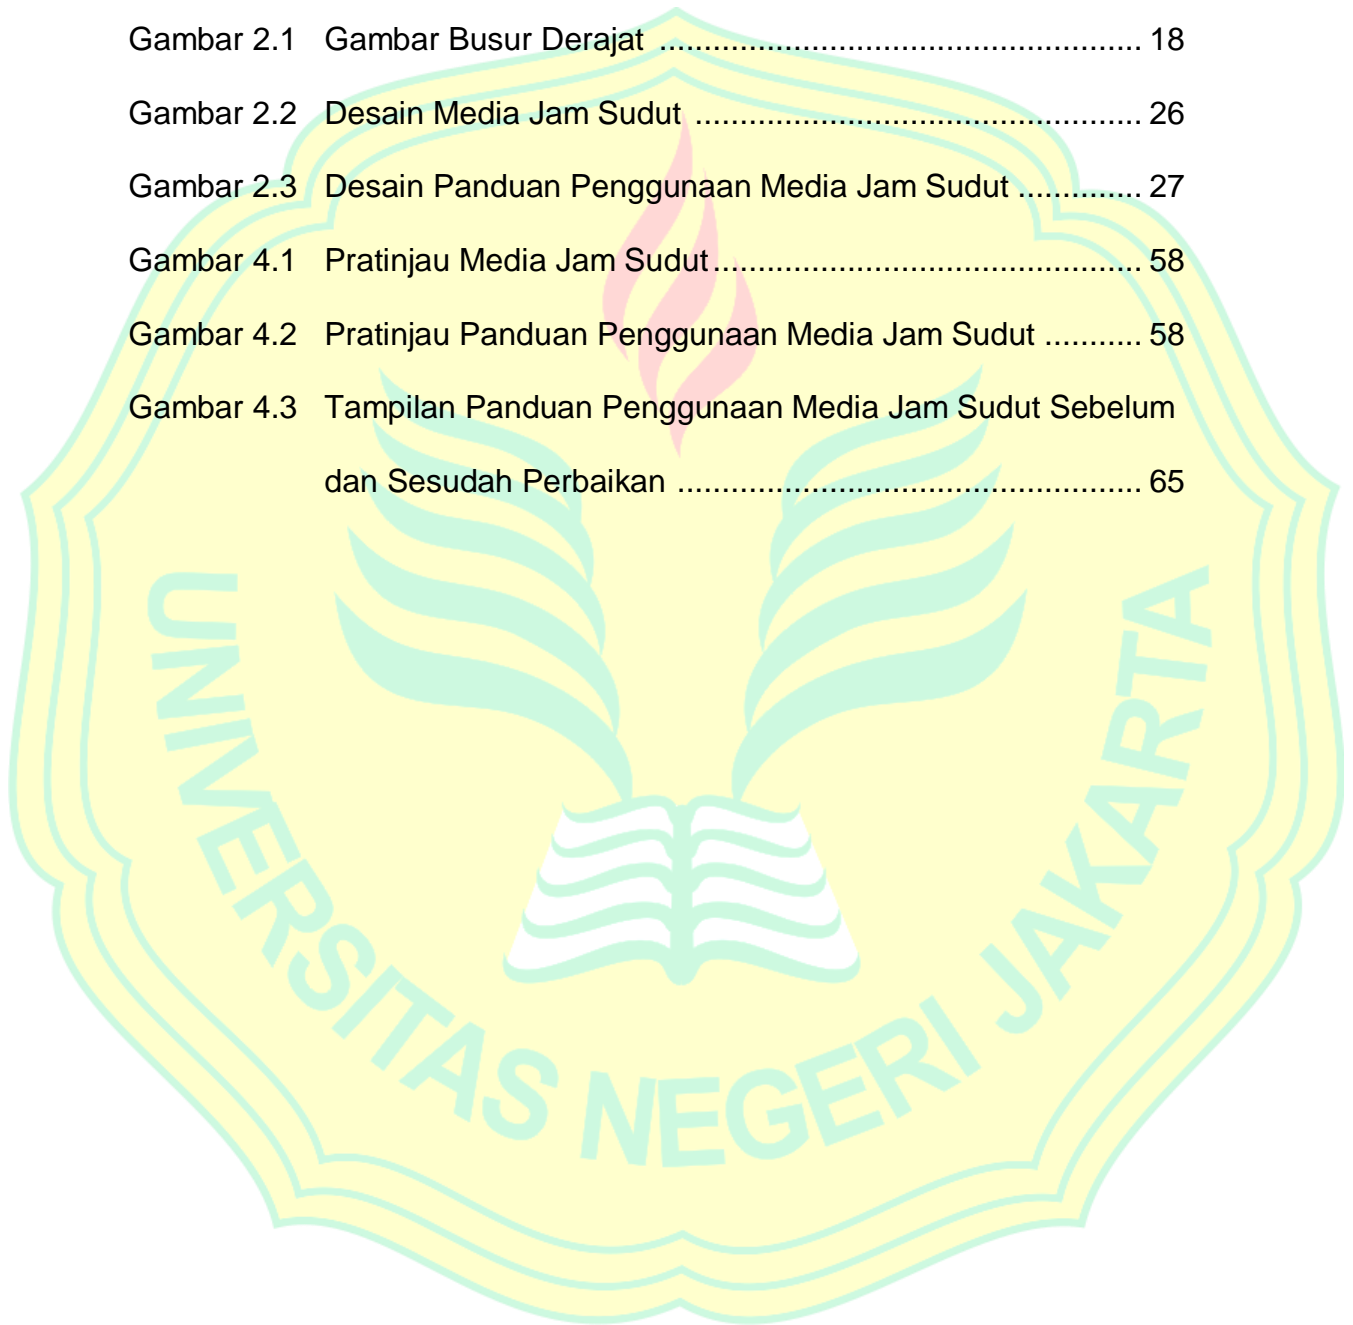 Gambar 2.1 Gambar Busur Derajat ...................................................... 18
Gambar 2.2 Desain Media Jam Sudut .................................................. 26
Gambar 2.3 Desain Panduan Penggunaan Media Jam Sudut .............. 27
Gambar 4.1 Pratinjau Media Jam Sudut ................................................ 58
Gambar 4.2 Pratinjau Panduan Penggunaan Media Jam Sudut ........... 58
Gambar 4.3 Tampilan Panduan Penggunaan Media Jam Sudut Sebelum
dan Sesudah Perbaikan .................................................... 65
UNIVERSITAS NEGERI JAKARTA